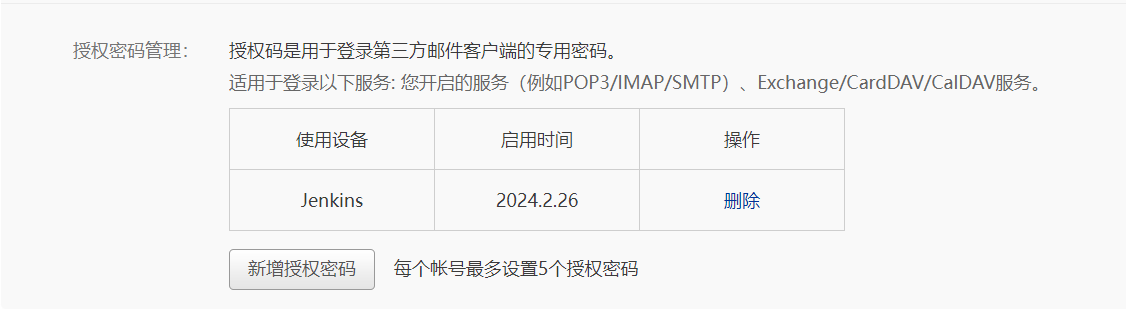 授权密码管理：
授权码是用于登录第三方邮件客户端的专用密码。
适用于登录以下服务: 您开启的服务（例如POP3/IMAP/SMTP）、Exchange/CardDAV/CalDAV服务。
使用设备 启用时间 操作
Jenkins 2024.2.26 删除
新增授权密码 每个帐号最多设置5个授权密码